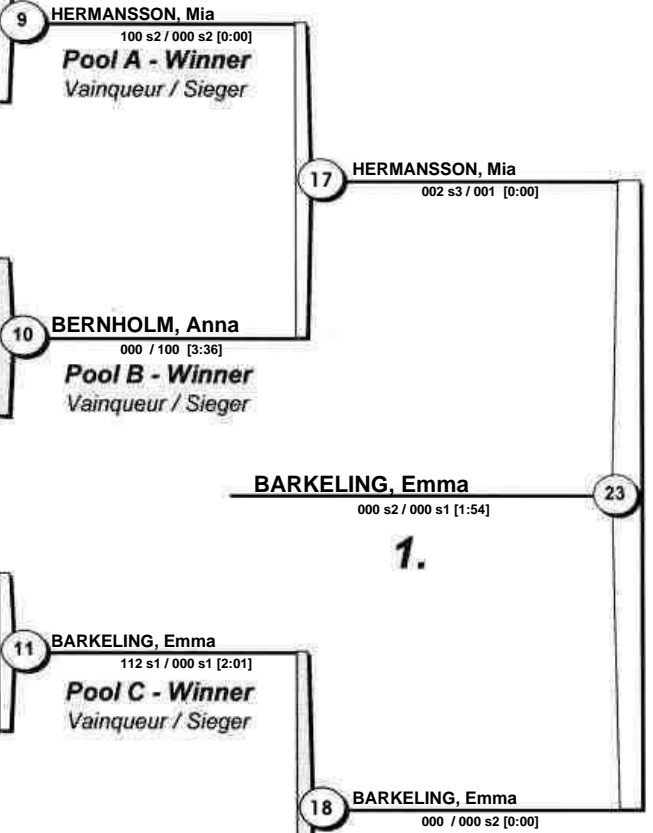 9
HERMANSSON, Mia
100 s2 / 000 s2 [0:00]
Pool A - Winner
Vainqueur / Sieger
17
HERMANSSON, Mia
002 s3 / 001 [0:00]
10
BERNHOLM, Anna
000 / 100 [3:36]
Pool B - Winner
Vainqueur / Sieger
BARKELING, Emma
23
000 s2 / 000 s1 [1:54]
1.
11
BARKELING, Emma
112 s1 / 000 s1 [2:01]
Pool C - Winner
Vainqueur / Sieger
18
BARKELING, Emma
000 / 000 s2 [0:00]